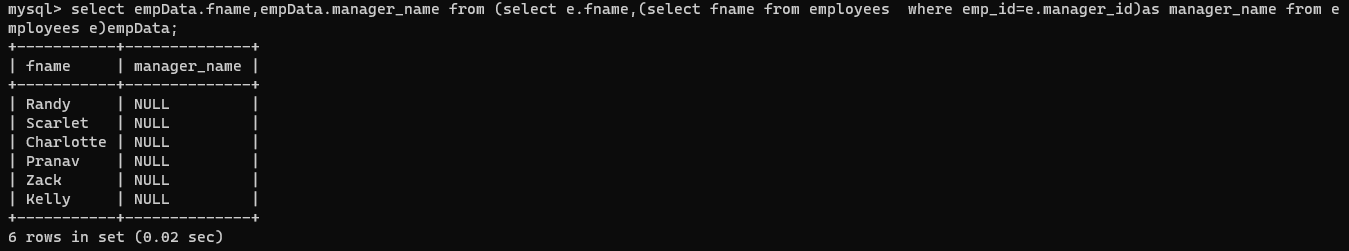 mysql> select empData.fname,empData.manager_name from (select e.fname,(select fname from employees  where emp_id=e.manager_id)as manager_name from e
mployees e)empData;
+-----------+--------------+
| fname     | manager_name |
+-----------+--------------+
| Randy     | NULL         |
| Scarlet   | NULL         |
| Charlotte | NULL         |
| Pranav    | NULL         |
| Zack      | NULL         |
| Kelly     | NULL         |
+-----------+--------------+
6 rows in set (0.02 sec)